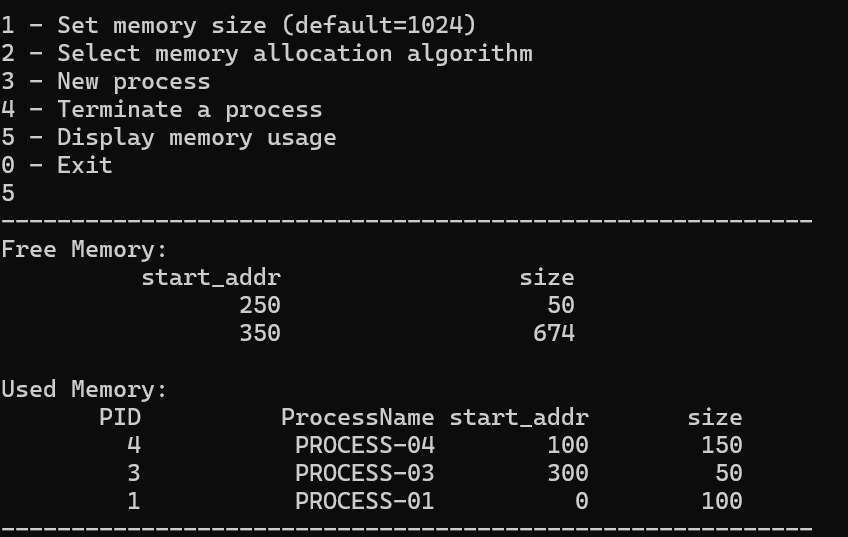 1 - Set memory size (default=1024)
2 - Select memory allocation algorithm
3 - New process
4 - Terminate a process
5 - Display memory usage
0 - Exit
5
----------------------------------------------------------
Free Memory:
          start_addr                 size
                 250                   50
                 350                  674

Used Memory:
       PID          ProcessName start_addr       size
         4           PROCESS-04        100        150
         3           PROCESS-03        300         50
         1           PROCESS-01          0        100
----------------------------------------------------------